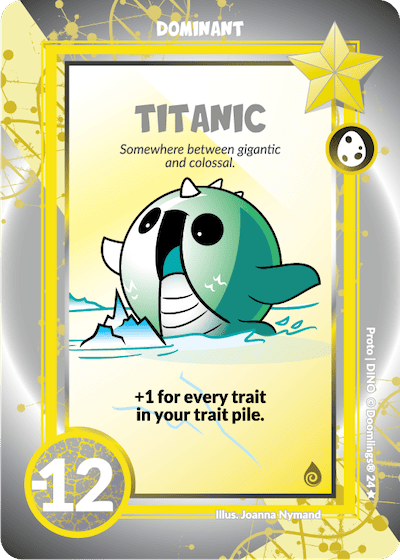 DOMINANT
TITANIC
Somewhere between gigantic
and colossal.
+1 for every trait
in your trait pile.
-12
Illus. Joanna Nymand
Proto | DINO © Doomlings® 24★